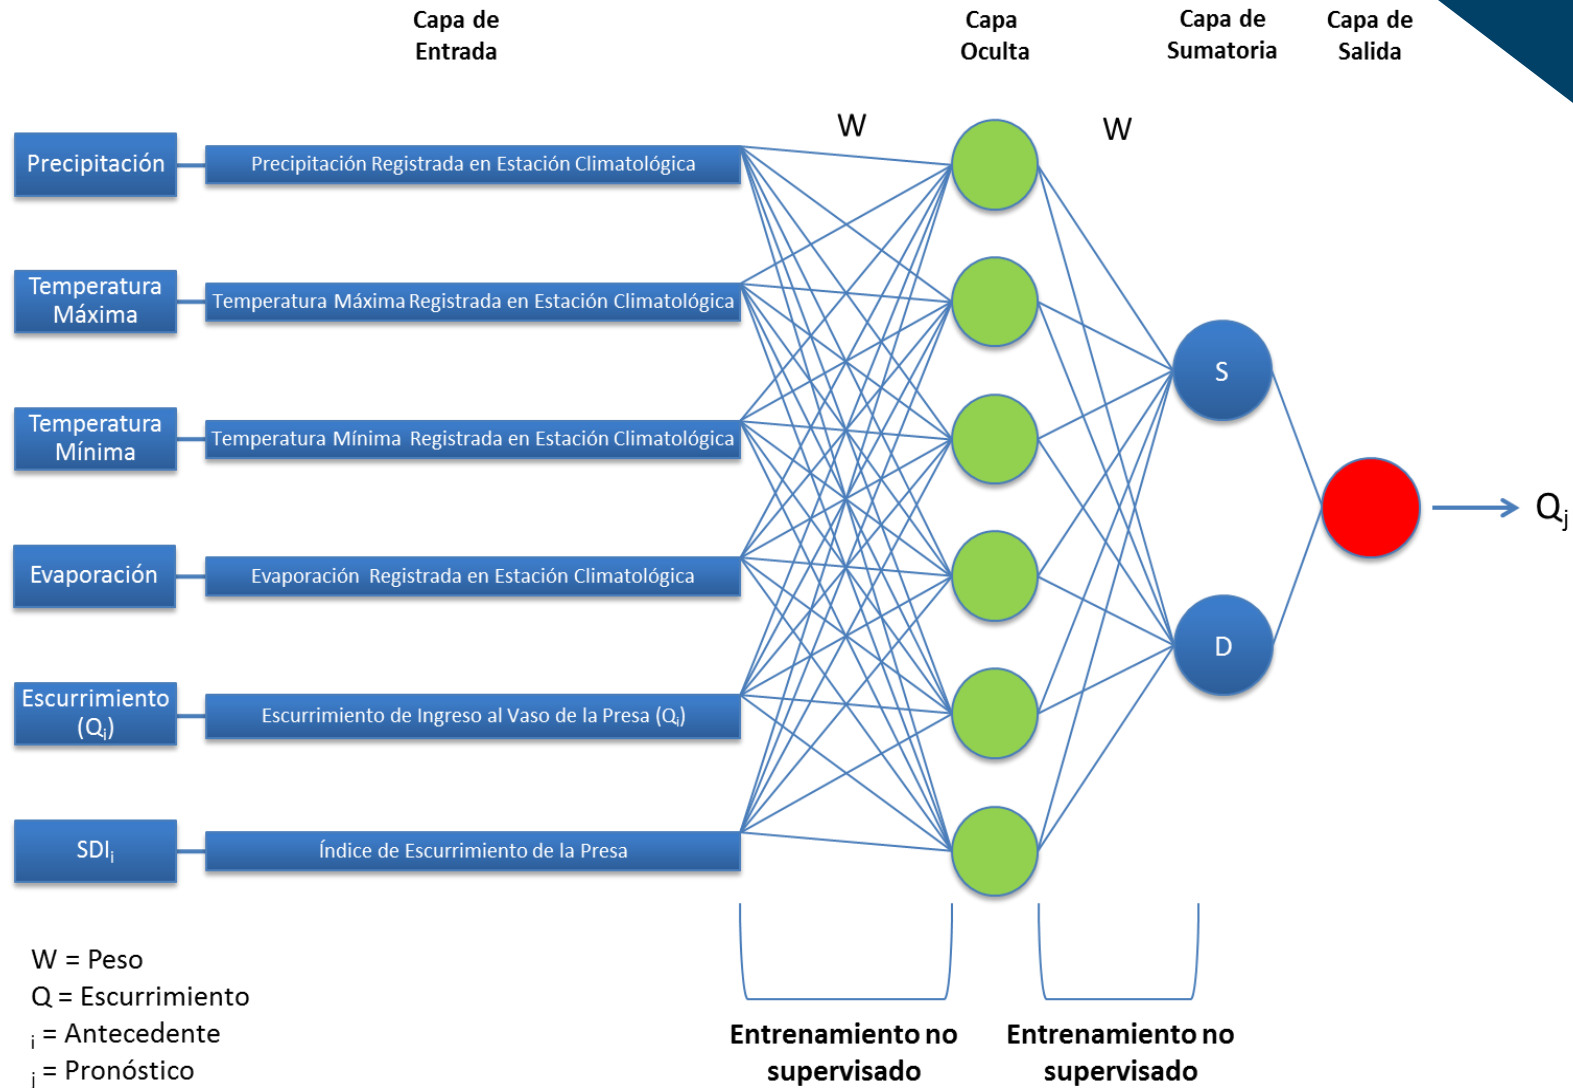 Capa de
Entrada
Capa
Oculta
Capa de
Sumatoria
Capa de
Salida
W
W
Precipitación
Precipitación Registrada en Estación Climatológica
Temperatura
Máxima
Temperatura Máxima Registrada en Estación Climatológica
Temperatura
Mínima
Temperatura Mínima Registrada en Estación Climatológica
Evaporación
Evaporación Registrada en Estación Climatológica
Escurrimiento
(Qi)
Escurrimiento de Ingreso al Vaso de la Presa (Qi)
SDIi
Índice de Escurrimiento de la Presa
S
D
Qj
W = Peso
Q = Escurrimiento
i = Antecedente
j = Pronóstico
Entrenamiento no
supervisado
Entrenamiento no
supervisado